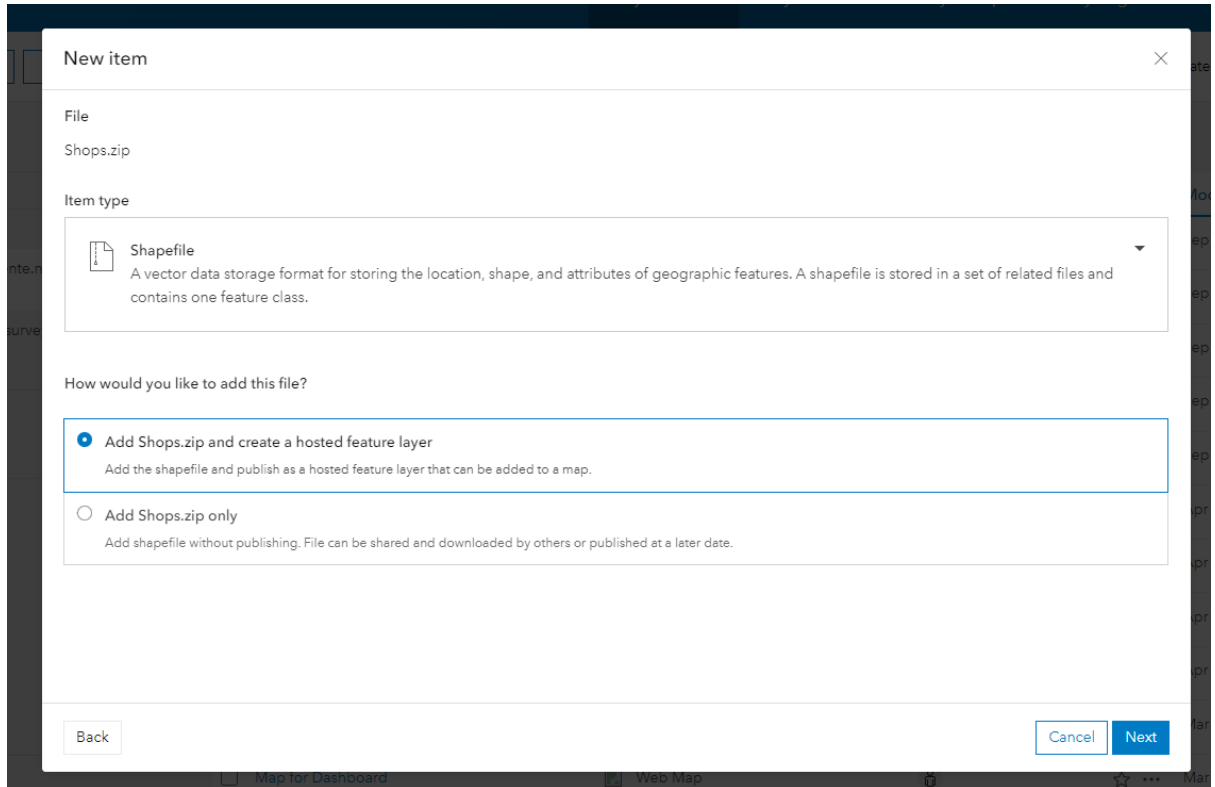 New item
File
Shops.zip
Item type
Shapefile
A vector data storage format for storing the location, shape, and attributes of geographic features. A shapefile is stored in a set of related files and
contains one feature class.
How would you like to add this file?
Add Shops.zip and create a hosted feature layer
Add the shapefile and publish as a hosted feature layer that can be added to a map.
Add Shops.zip only
Add shapefile without publishing. File can be shared and downloaded by others or published at a later date.
Back
Cancel
Next
Map for Dashboard
Web Map
Mar